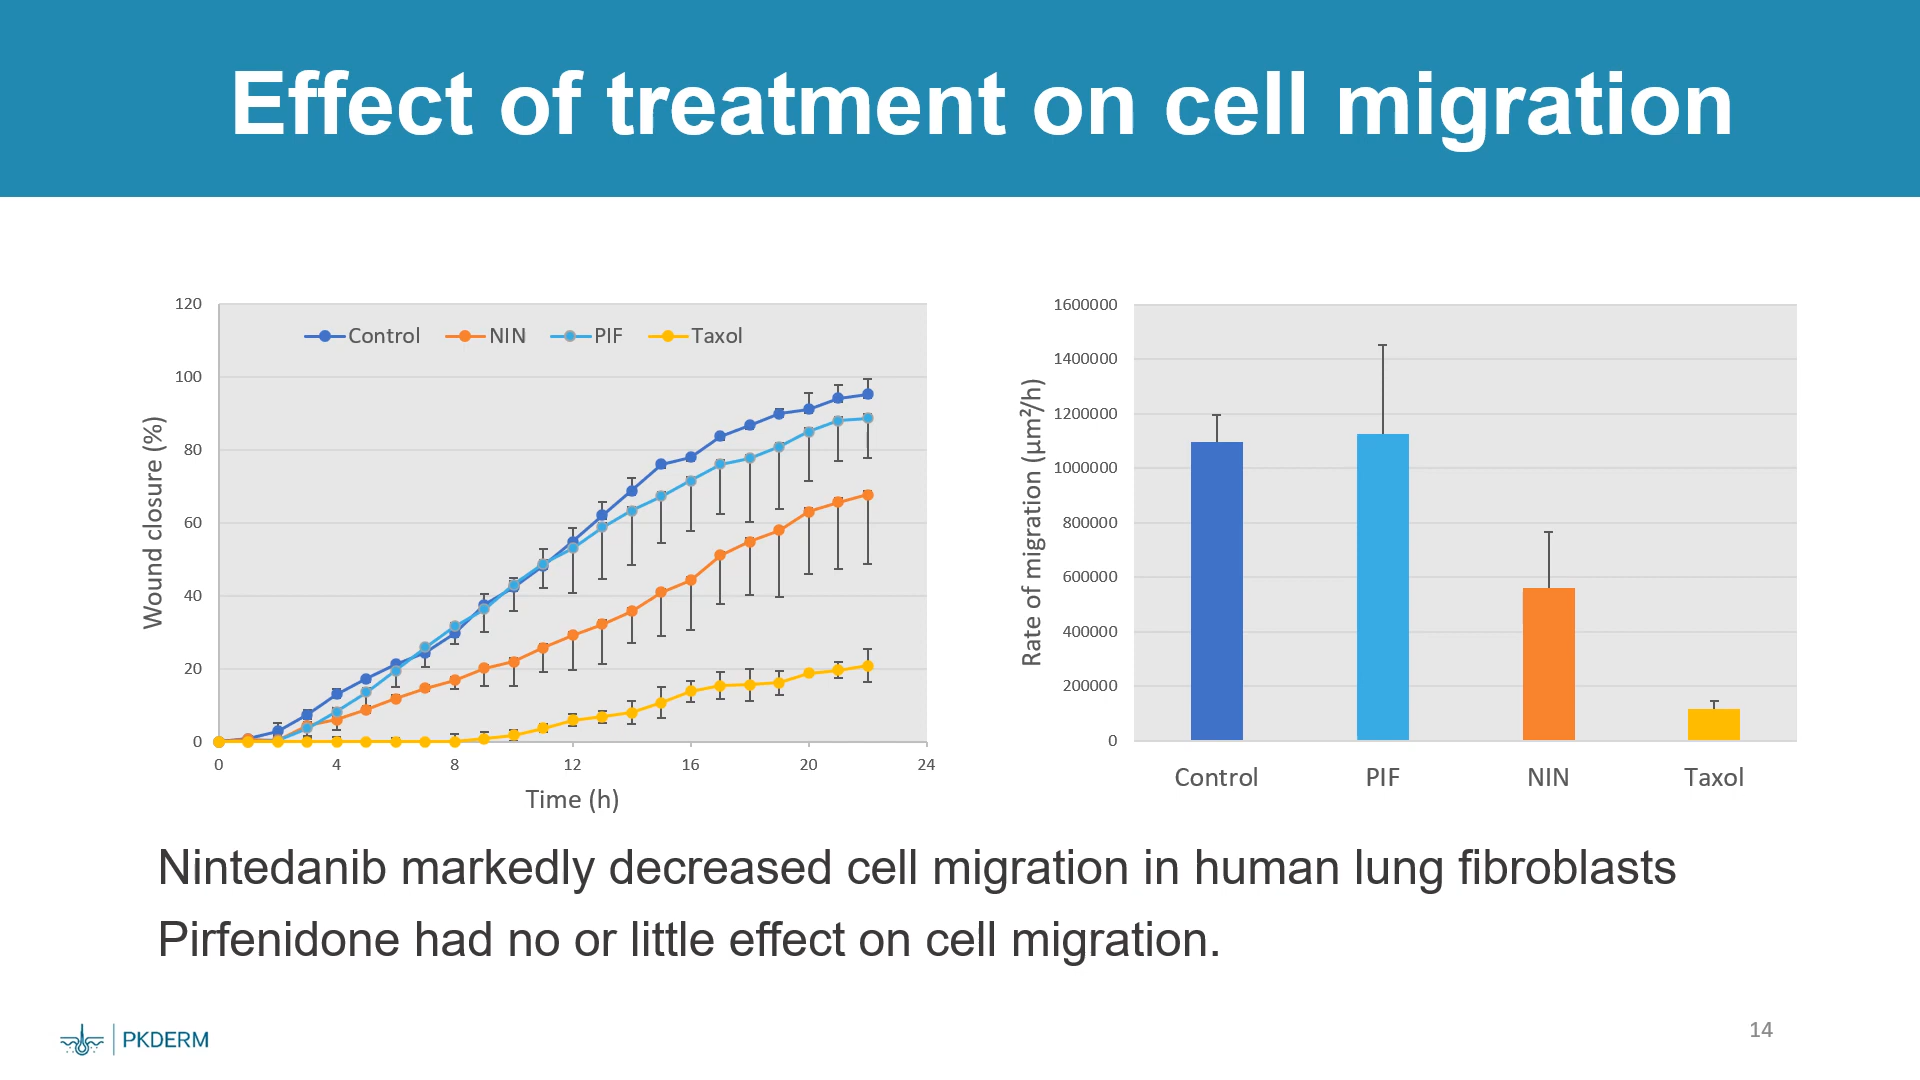 Effect of treatment on cell migration
120
100
80
60
40
20
0
Wound closure (%)
Control NIN PIF Taxol
0 4 8 12 16 20 24
Time (h)
1600000
1400000
1200000
1000000
800000
600000
400000
200000
0
Rate of migration (µm²/h)
Control PIF NIN Taxol
Nintedanib markedly decreased cell migration in human lung fibroblasts
Pirfenidone had no or little effect on cell migration.
PKDERM
14